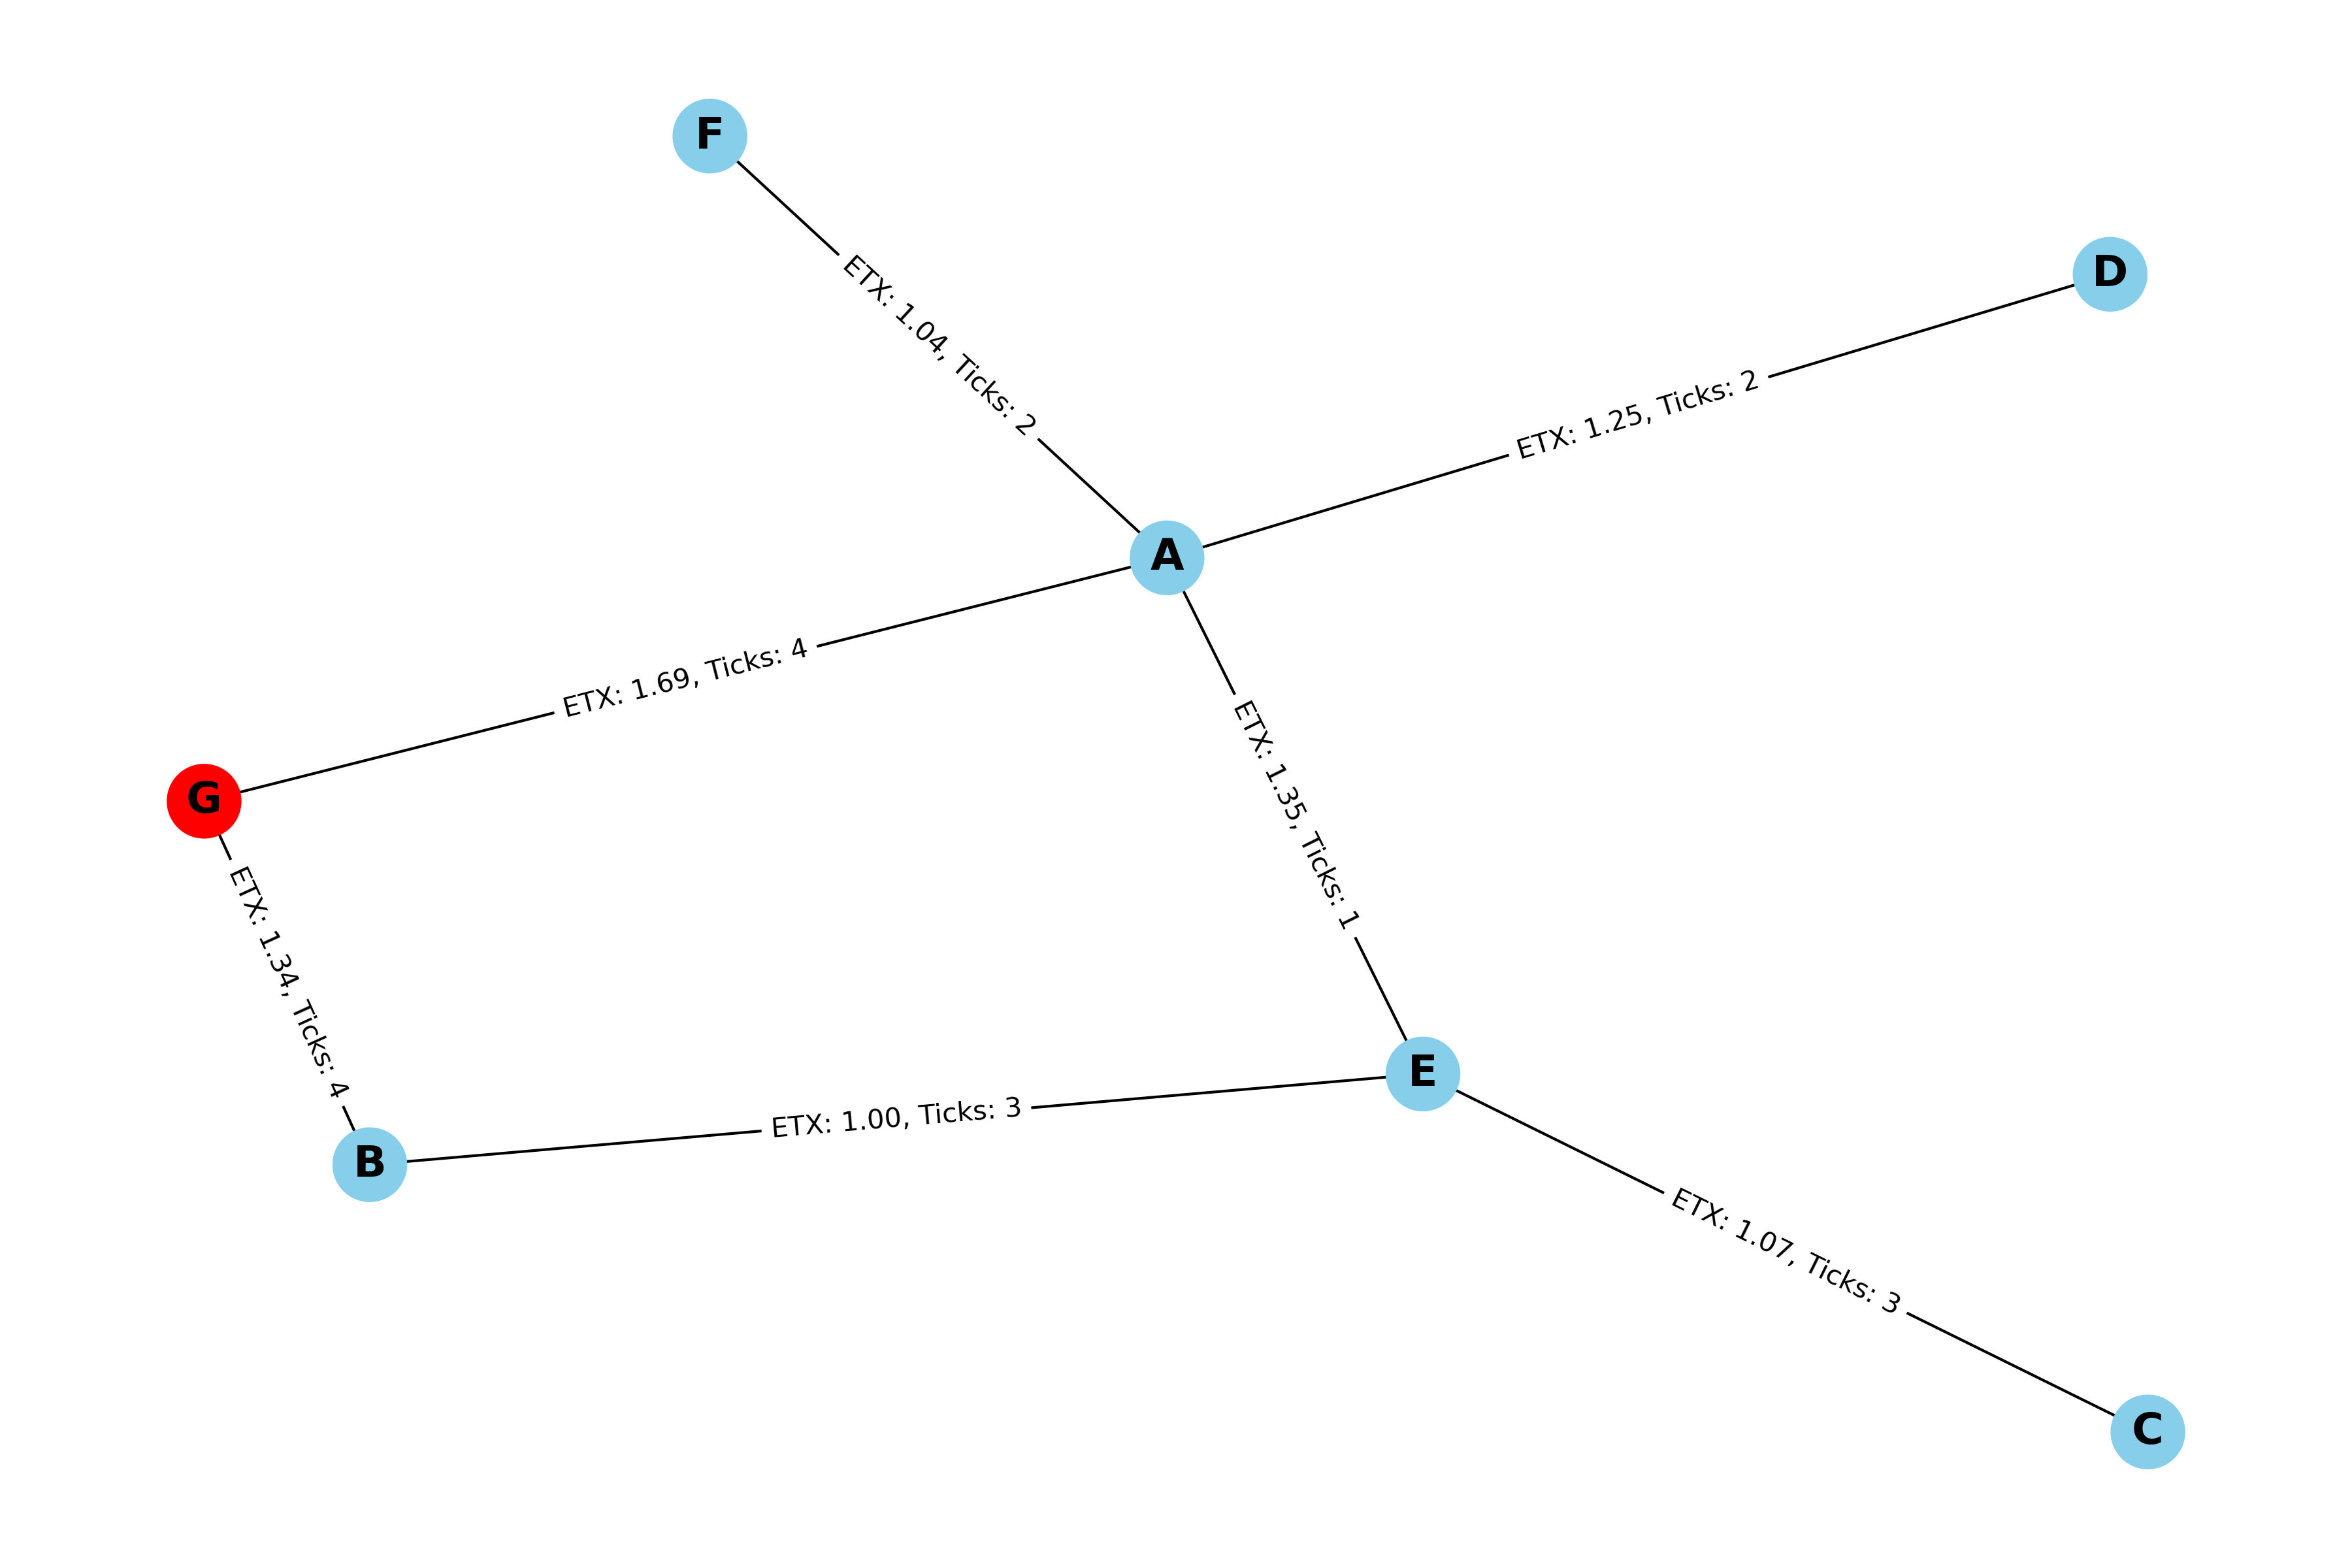 F
D
ETX: 1.04, Ticks: 2
ETX: 1.25, Ticks: 2
A
ETX: 1.69, Ticks: 4
G
ETX: 1.35, Ticks: 1
ETX: 1.34, Ticks: 4
E
ETX: 1.00, Ticks: 3
B
ETX: 1.07, Ticks: 3
C